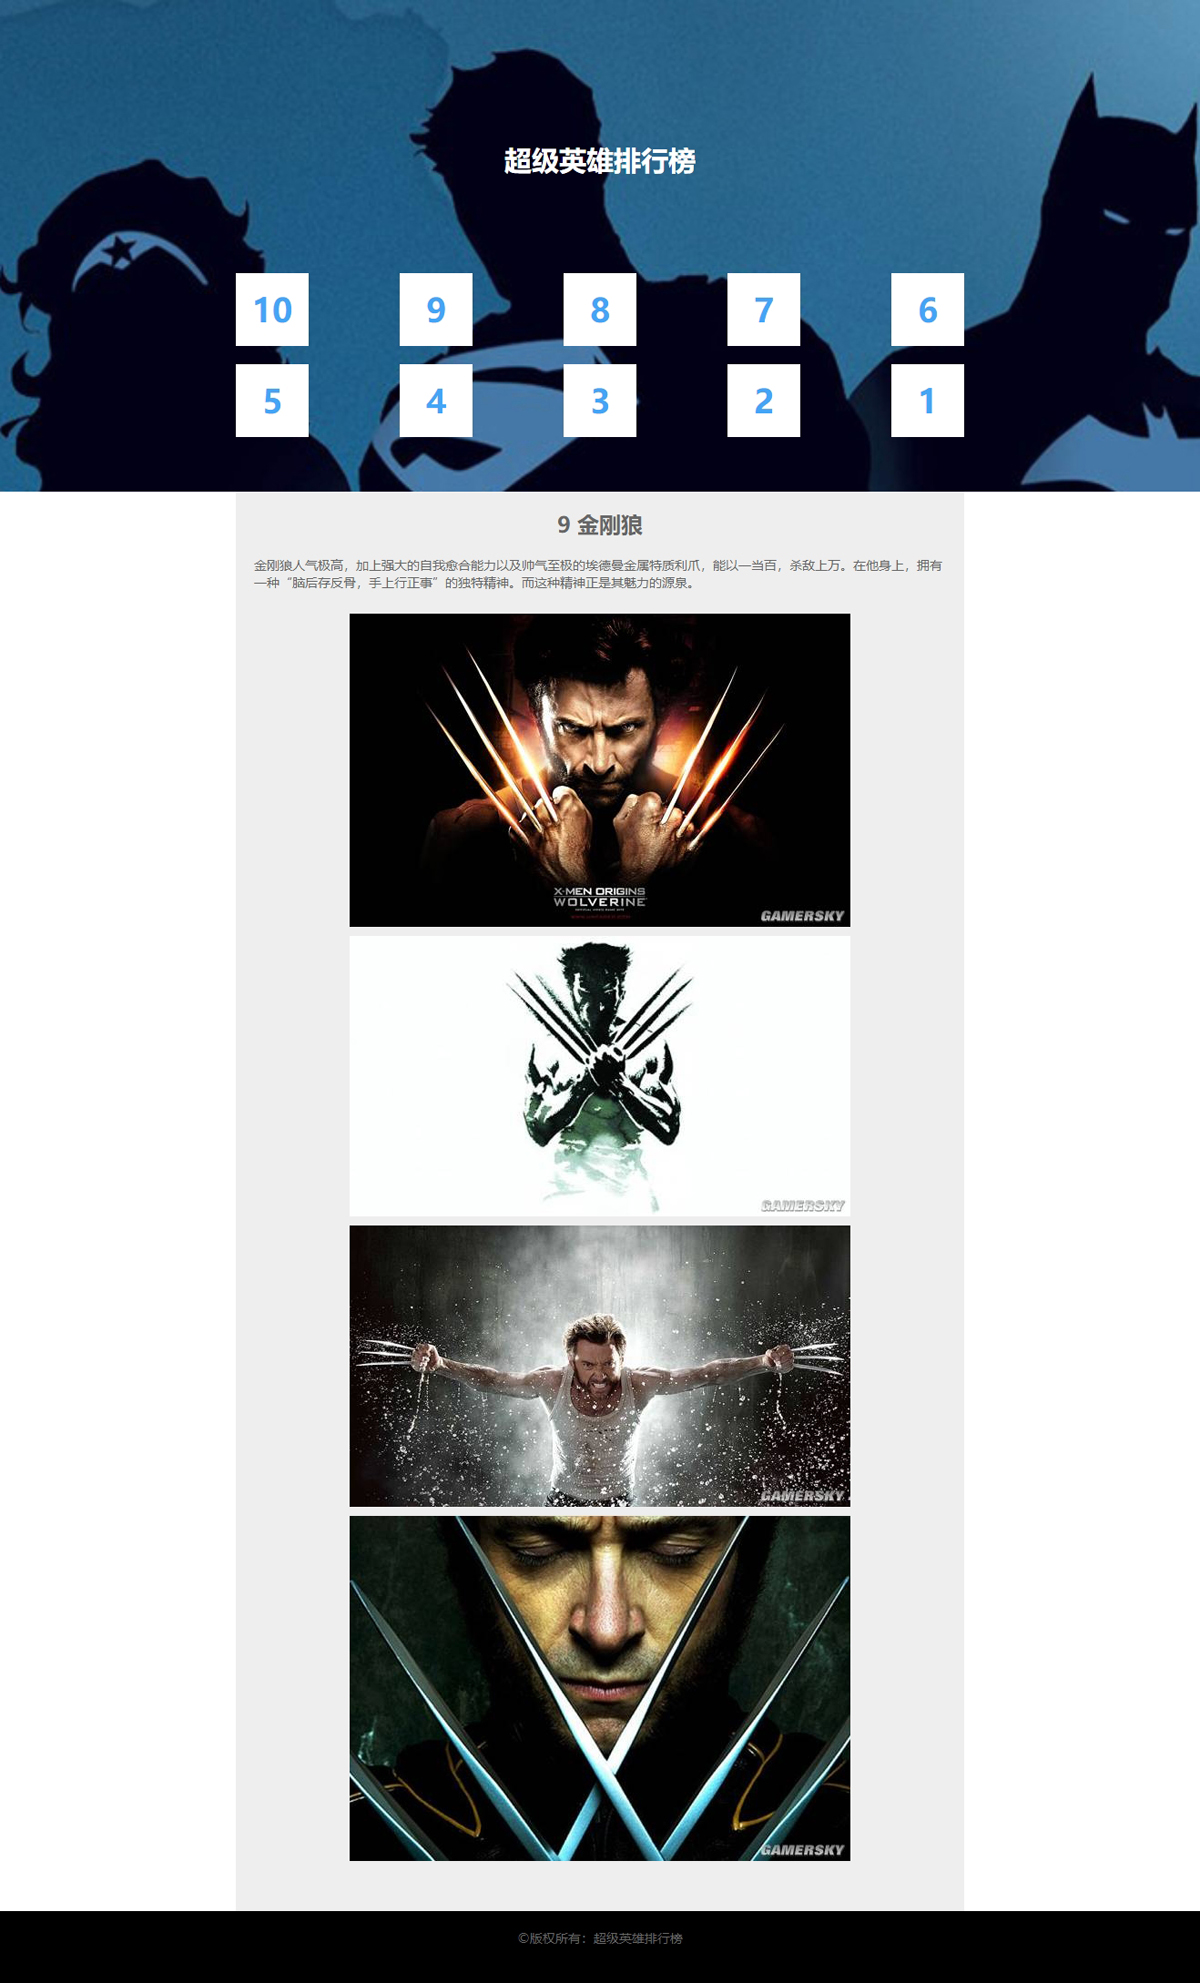 超级英雄排行榜
10 9 8 7 6
5 4 3 2 1
9 金刚狼
金刚狼人气极高，加上强大的自我愈合能力以及帅气至极的埃德曼金属特质利爪，能以一当百，杀敌上万。在他身上，拥有
一种“脑后存反骨，手上行正事”的独特精神。而这种精神正是其魅力的源泉。
X-MEN ORIGINS
WOLVERINE
GAMERSKY
GAMERSKY
GAMERSKY
GAMERSKY
©版权所有：超级英雄排行榜